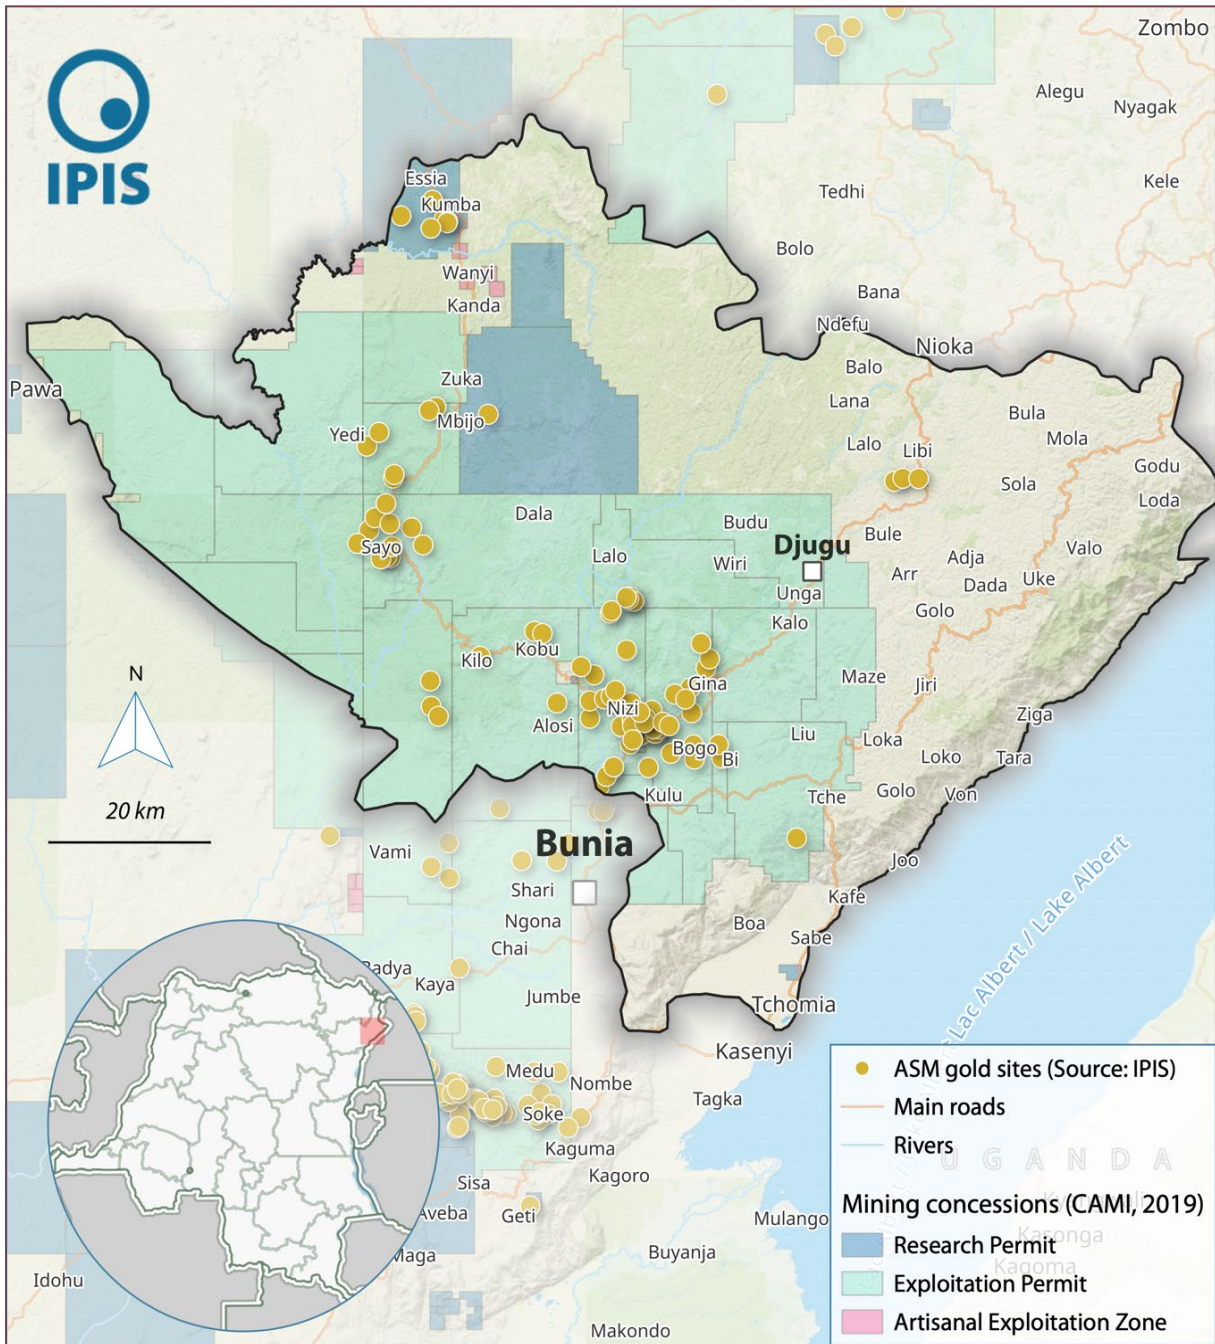 Zombo
Alegu
Nyagak
IPIS
Essia
Kumba
Tedhi
Kele
Bolo
Wanyi
Kanda
Bana
Ndefu
Nioka
Pawa
Zuka
Balo
Mbijo
Lana
Bula
Yedi
Lalo
Libi
Mola
Godu
Sola
Loda
Dala
Budu
Bule
Sayo
Lalo
Djugu
Valo
Wiri
Adja
Arr
Dada
Uke
Unga
Golo
Kalo
Kobu
N
Kilo
Gina
Maze
Jiri
Nizi
Alosi
Ziga
Liu
Loka
Bogo
Bi
Loko
Tara
Kulu
Tche
Golo
Von
20 km
Bunia
Vami
Joo
Shari
Kafe
Ngona
Boa
Chai
Sabe
Badya
Kaya
Jumbe
Tchomia
Lac Albert / Lake Albert
Kasenyi
Medu
Nombe
Tagka
Soke
Kaguma
Kagoro
Sisa
Aveba
Geti
Mulango
Maga
Buyanja
Idohu
Makondo
ASM gold sites (Source: IPIS)
Main roads
Rivers
UGANDA
Mining concessions (CAMI, 2019)
Kasonga
Research Permit
Kagoma
Exploitation Permit
Artisanal Exploitation Zone